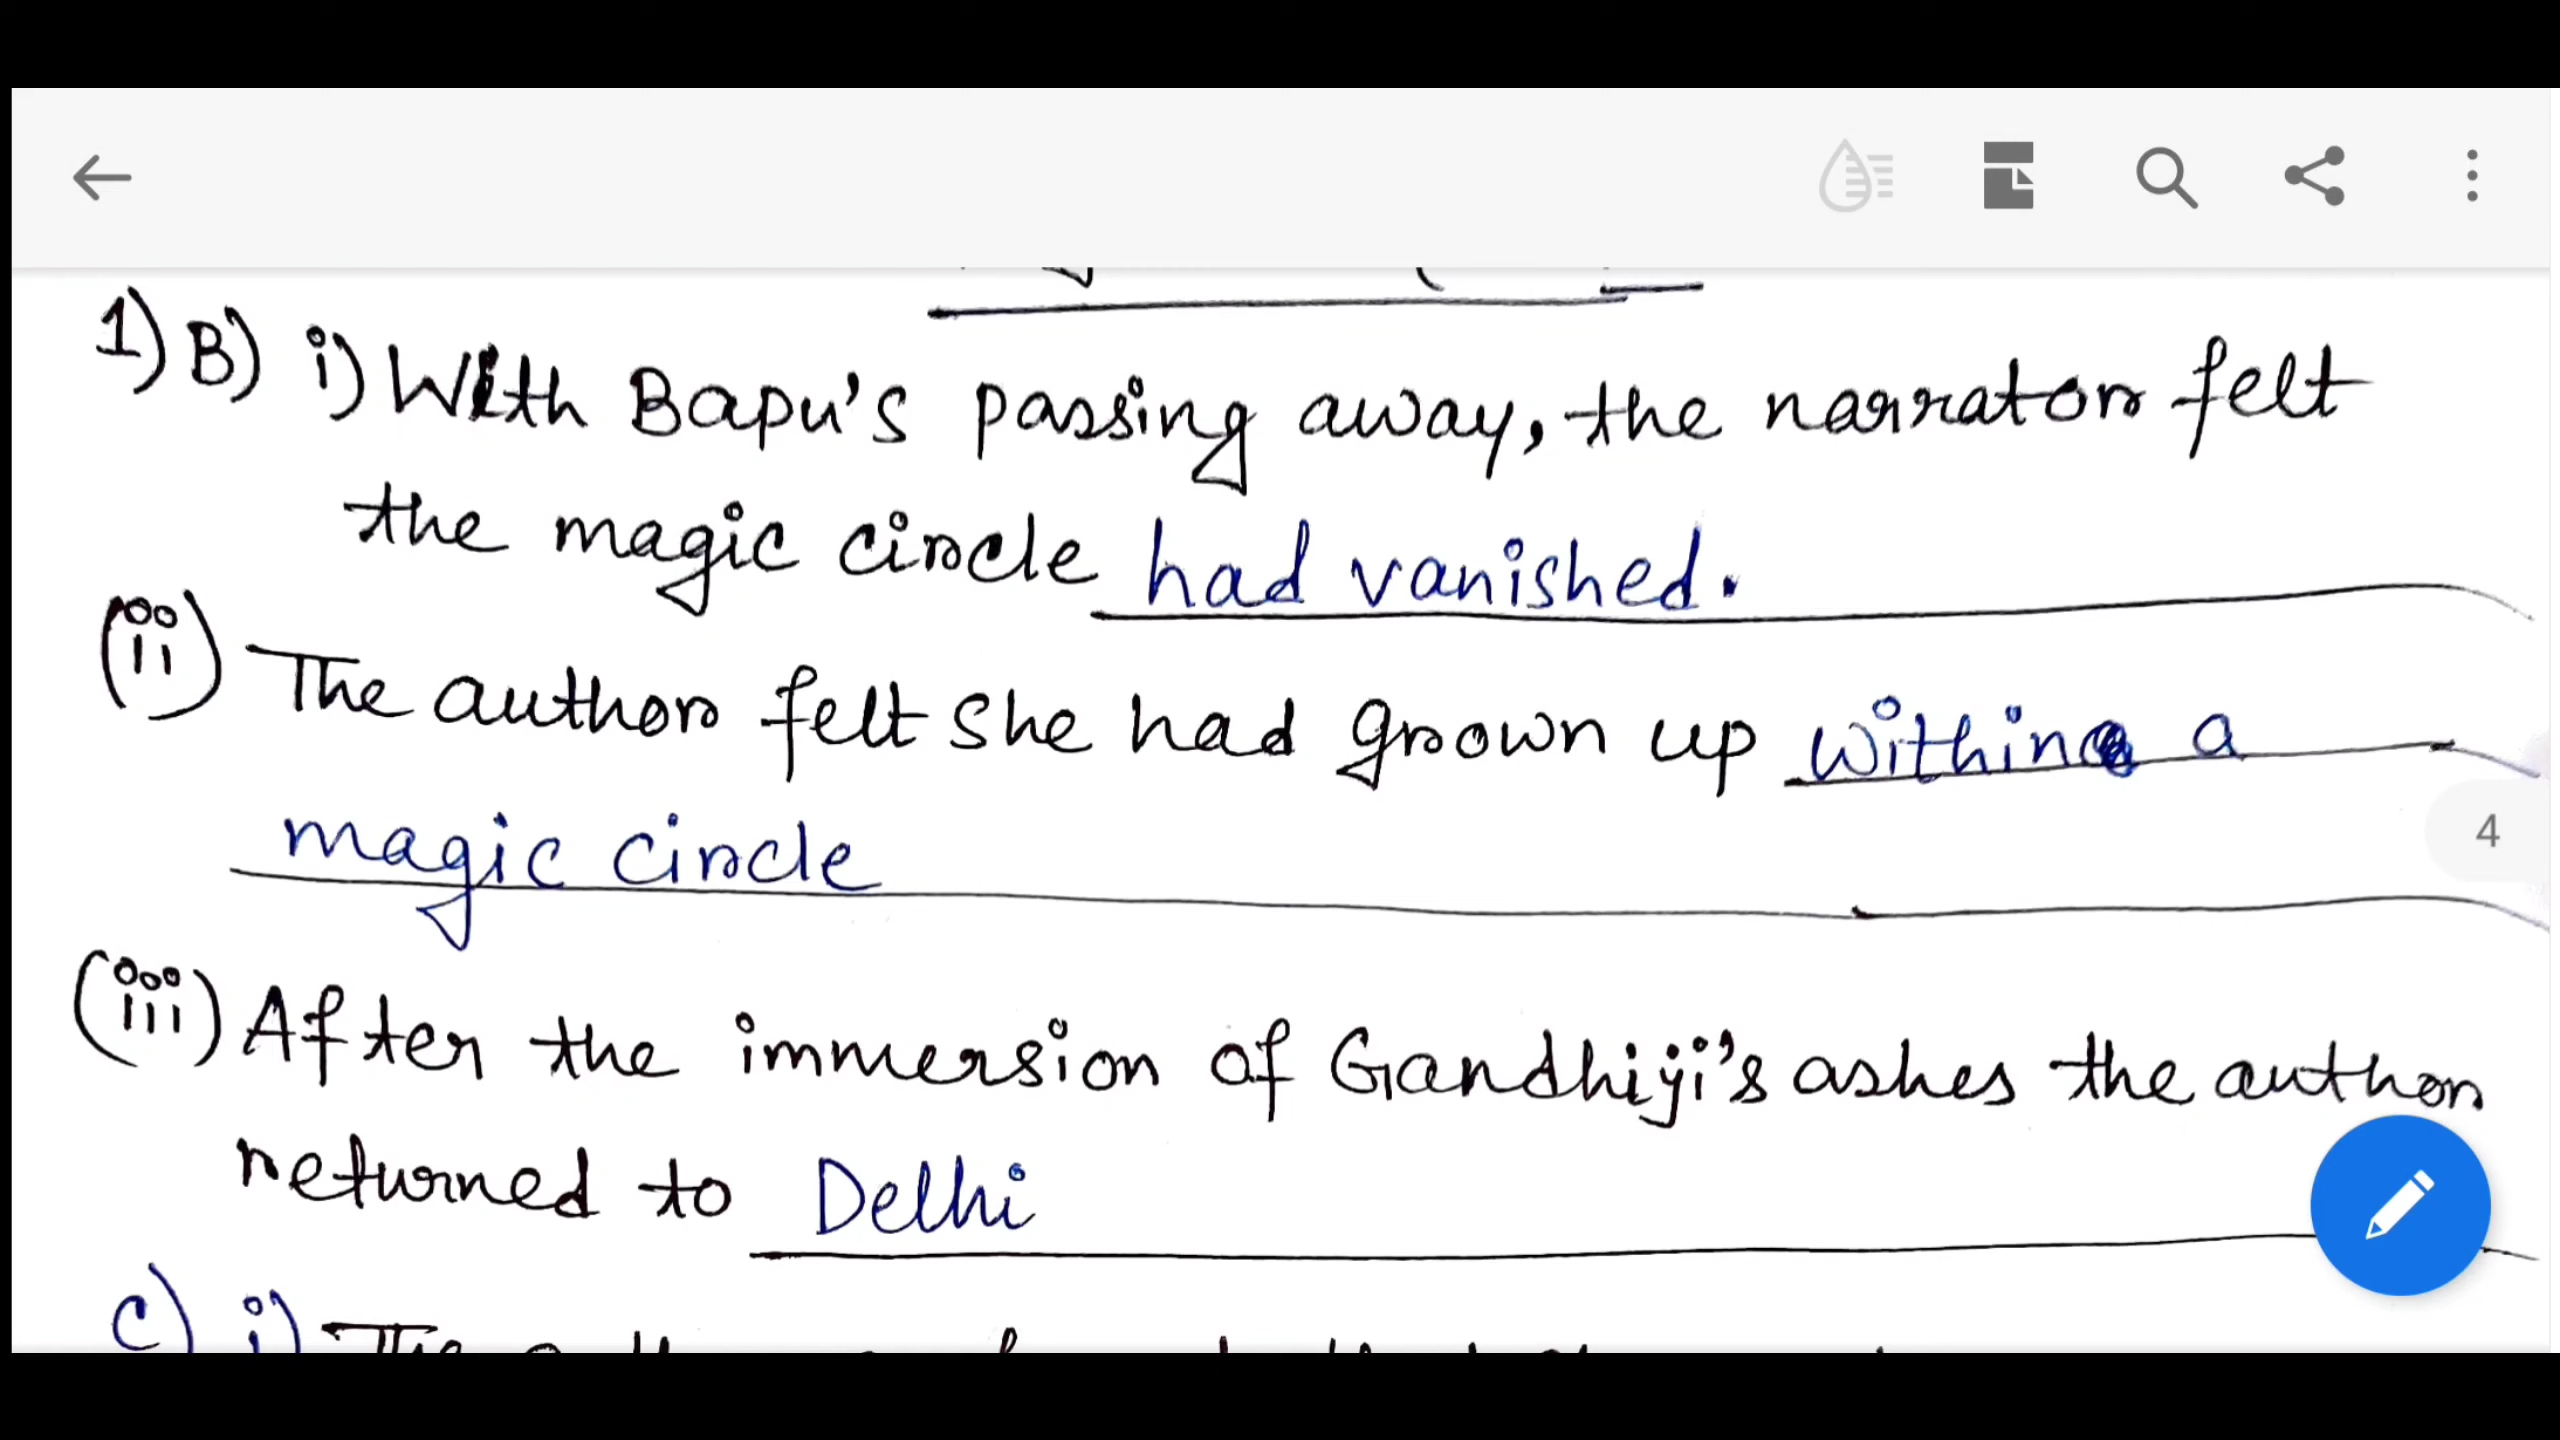 1) B) i) With Bapu's passing away, the narrator felt
the magic circle had vanished.
(ii) The author felt she had grown up within a
magic circle
4
(iii) After the immersion of Gandhiji's ashes the author
returned to Delhi
C) i) The